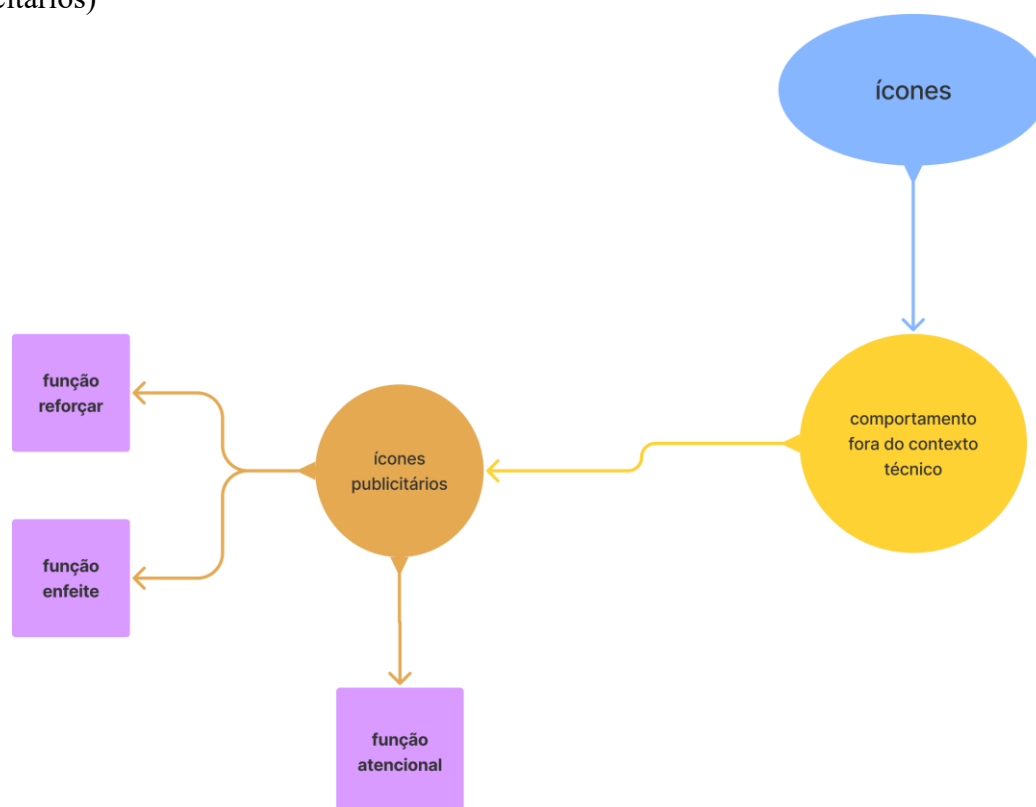 ícones
comportamento
fora do contexto
técnico
ícones
publicitários
função
reforçar
função
enfeite
função
atencional